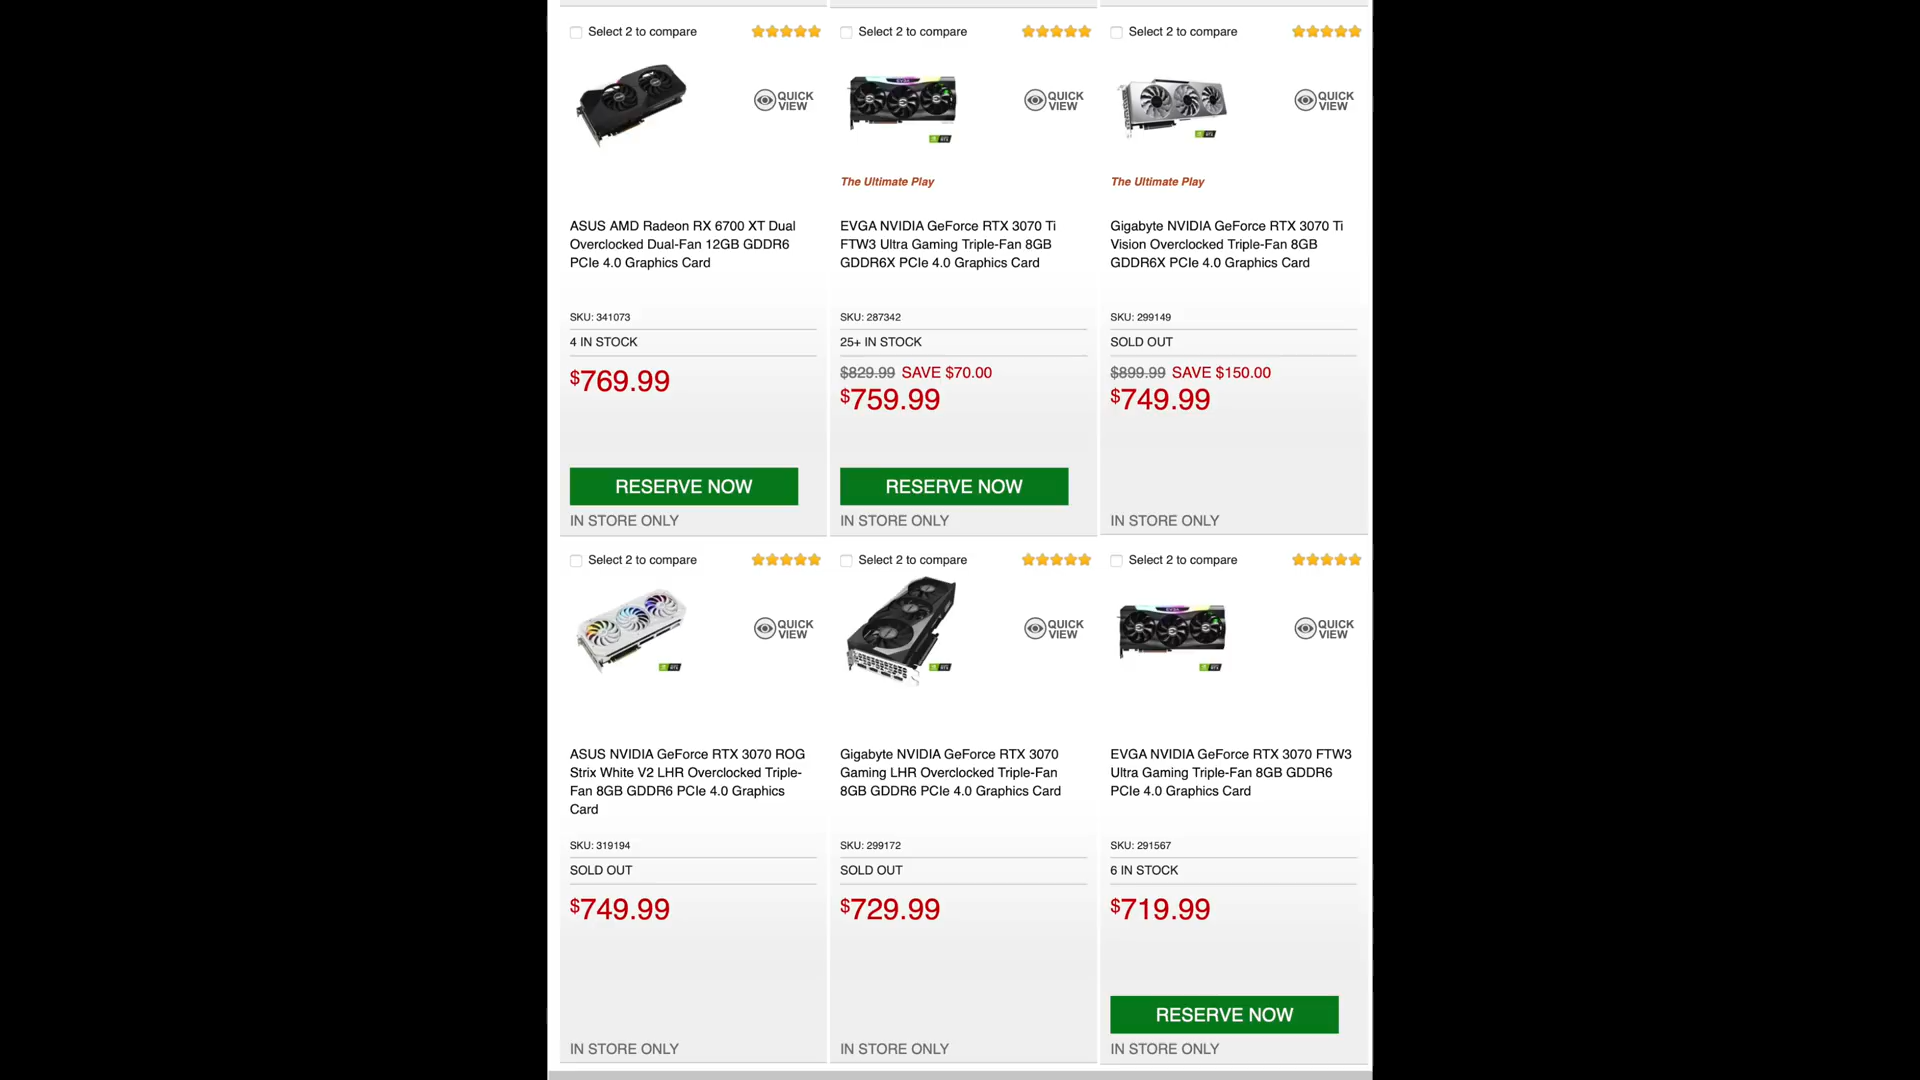 Select 2 to compare
QUICK
VIEW
ASUS AMD Radeon RX 6700 XT Dual
Overclocked Dual-Fan 12GB GDDR6
PCIe 4.0 Graphics Card
SKU: 341073
4 IN STOCK
$769.99
RESERVE NOW
IN STORE ONLY
Select 2 to compare
QUICK
VIEW
The Ultimate Play
EVGA NVIDIA GeForce RTX 3070 Ti
FTW3 Ultra Gaming Triple-Fan 8GB
GDDR6X PCIe 4.0 Graphics Card
SKU: 287342
25+ IN STOCK
$829.99 SAVE $70.00
$759.99
RESERVE NOW
IN STORE ONLY
Select 2 to compare
QUICK
VIEW
The Ultimate Play
Gigabyte NVIDIA GeForce RTX 3070 Ti
Vision Overclocked Triple-Fan 8GB
GDDR6X PCIe 4.0 Graphics Card
SKU: 299149
SOLD OUT
$899.99 SAVE $150.00
$749.99
IN STORE ONLY
Select 2 to compare
QUICK
VIEW
ASUS NVIDIA GeForce RTX 3070 ROG
Strix White V2 LHR Overclocked Triple-
Fan 8GB GDDR6 PCIe 4.0 Graphics
Card
SKU: 319194
SOLD OUT
$749.99
IN STORE ONLY
Select 2 to compare
QUICK
VIEW
Gigabyte NVIDIA GeForce RTX 3070
Gaming LHR Overclocked Triple-Fan
8GB GDDR6 PCIe 4.0 Graphics Card
SKU: 299172
SOLD OUT
$729.99
IN STORE ONLY
Select 2 to compare
QUICK
VIEW
EVGA NVIDIA GeForce RTX 3070 FTW3
Ultra Gaming Triple-Fan 8GB GDDR6
PCIe 4.0 Graphics Card
SKU: 291567
6 IN STOCK
$719.99
RESERVE NOW
IN STORE ONLY